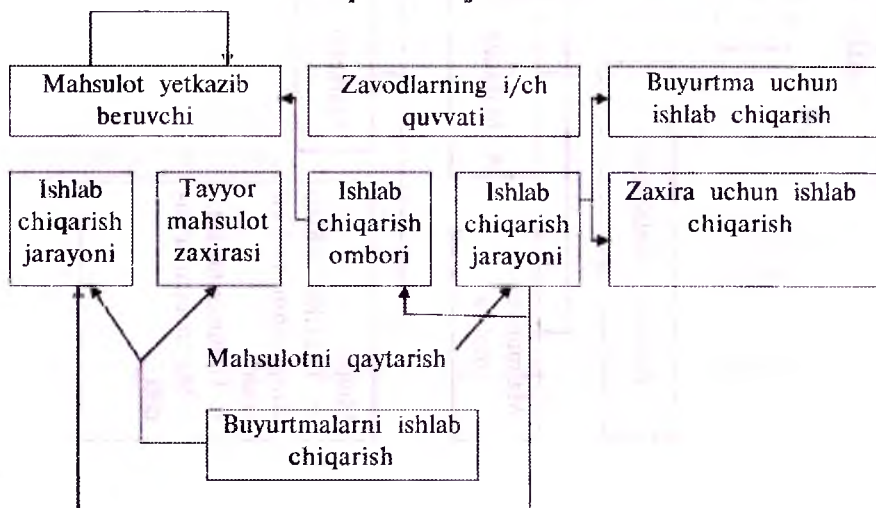 Mahsulot yetkazib
beruvchi
Zavodlarning i/ch
quvvati
Buyurtma uchun
ishlab chiqarish
Ishlab
chiqarish
jarayoni
Tayyor
mahsulot
zaxirasi
Ishlab
chiqarish
ombori
Ishlab
chiqarish
jarayoni
Zaxira uchun ishlab
chiqarish
Mahsulotni qaytarish
Buyurtmalarni ishlab
chiqarish